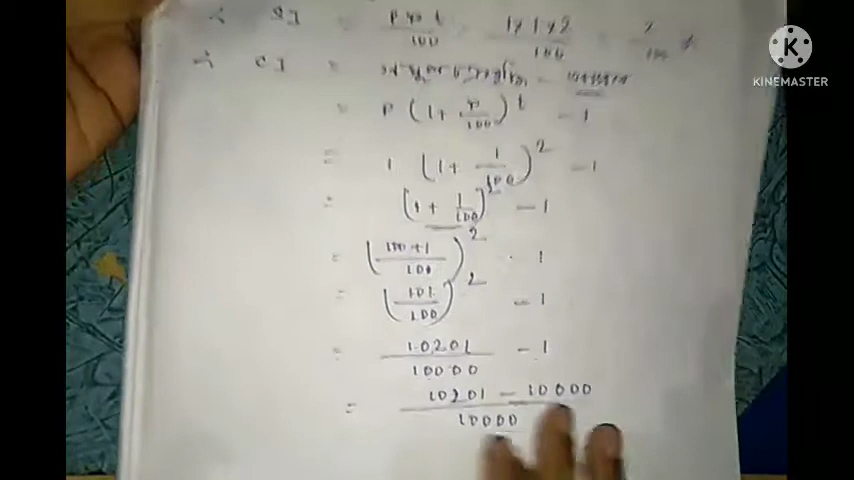 ∴ SI = P r t / 100 = 1×1×2 / 100 = 2/100
∴ CI =
= P (1 + r/100)^t - 1
= 1 (1 + 1/100)^2 - 1
= (1 + 1/100)^2 - 1
= (100+1 / 100)^2 - 1
= (101/100)^2 - 1
= 10201/10000 - 1
= 10201 - 10000 / 10000
K
KINEMASTER